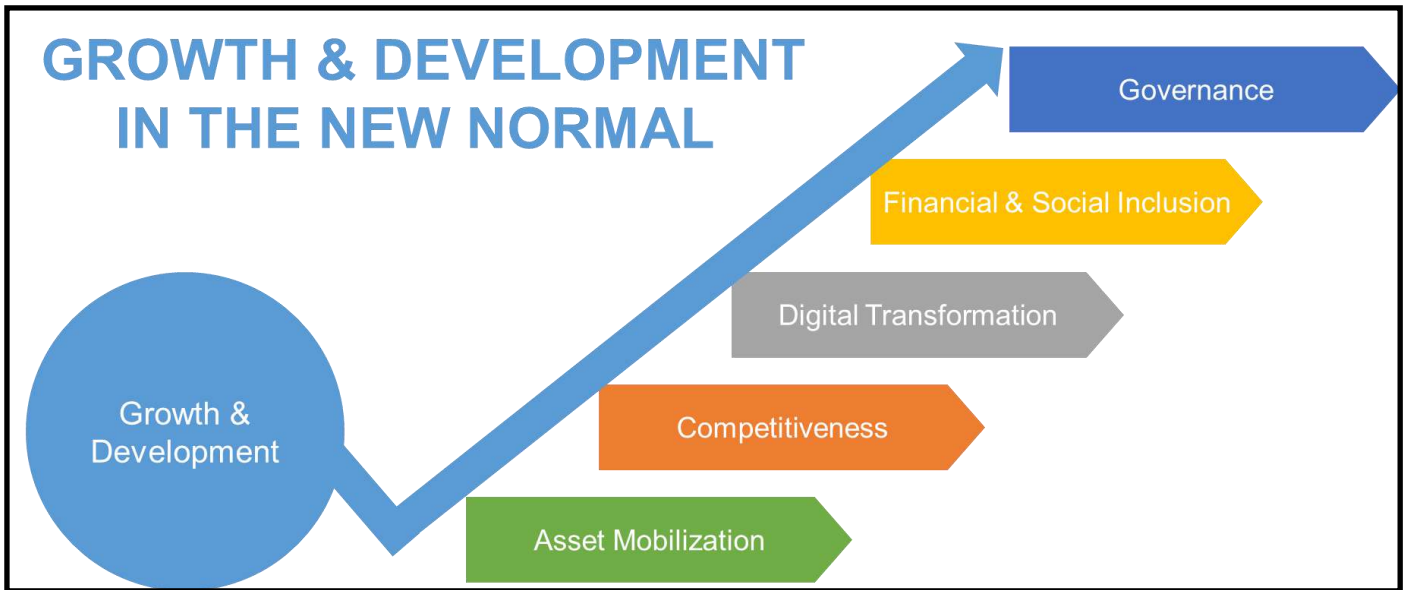 GROWTH & DEVELOPMENT
IN THE NEW NORMAL
Governance
Financial & Social Inclusion
Digital Transformation
Growth &
Development
Competitiveness
Asset Mobilization